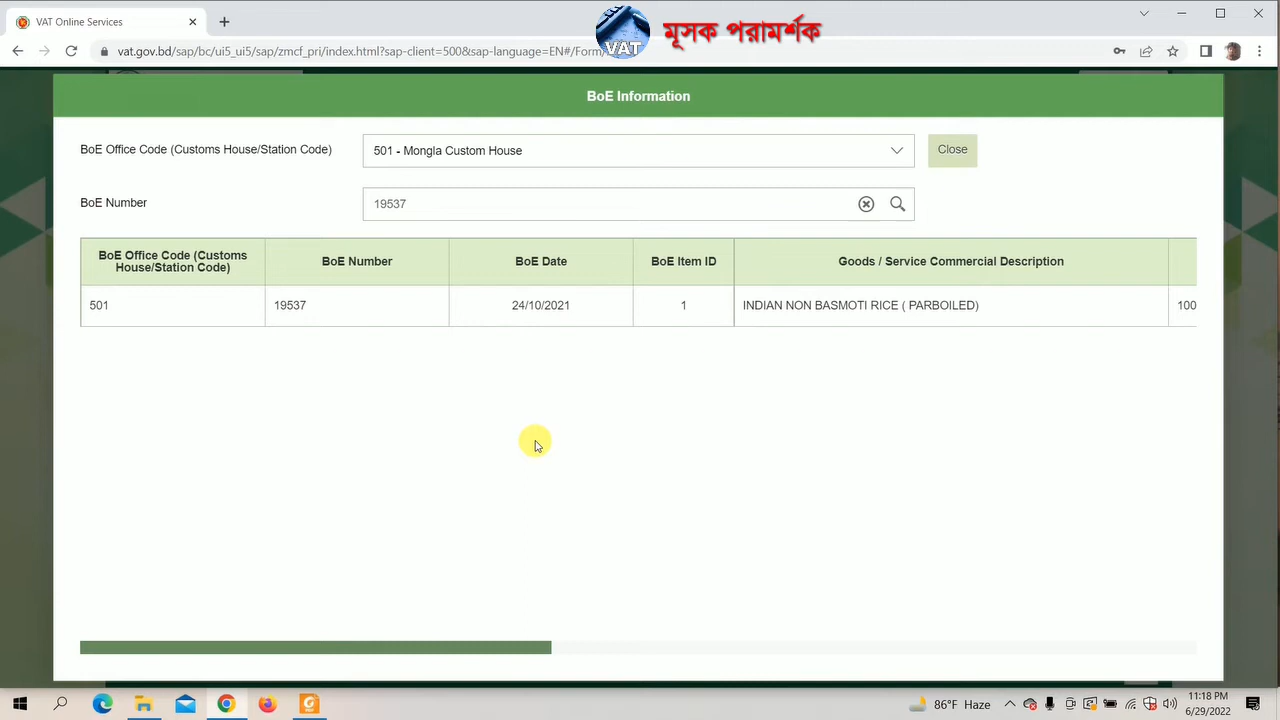 VAT Online Services
মূসক পরামর্শক
VAT
vat.gov.bd/sap/bc/ui5_ui5/sap/zmcf_pri/index.html?sap-client=500&sap-language=EN#/Form/
BoE Information
BoE Office Code (Customs House/Station Code)
501 - Mongla Custom House
Close
BoE Number
19537
BoE Office Code (Customs House/Station Code) BoE Number BoE Date BoE Item ID Goods / Service Commercial Description
501 19537 24/10/2021 1 INDIAN NON BASMOTI RICE ( PARBOILED) 100
86°F Haze
11:18 PM
6/29/2022